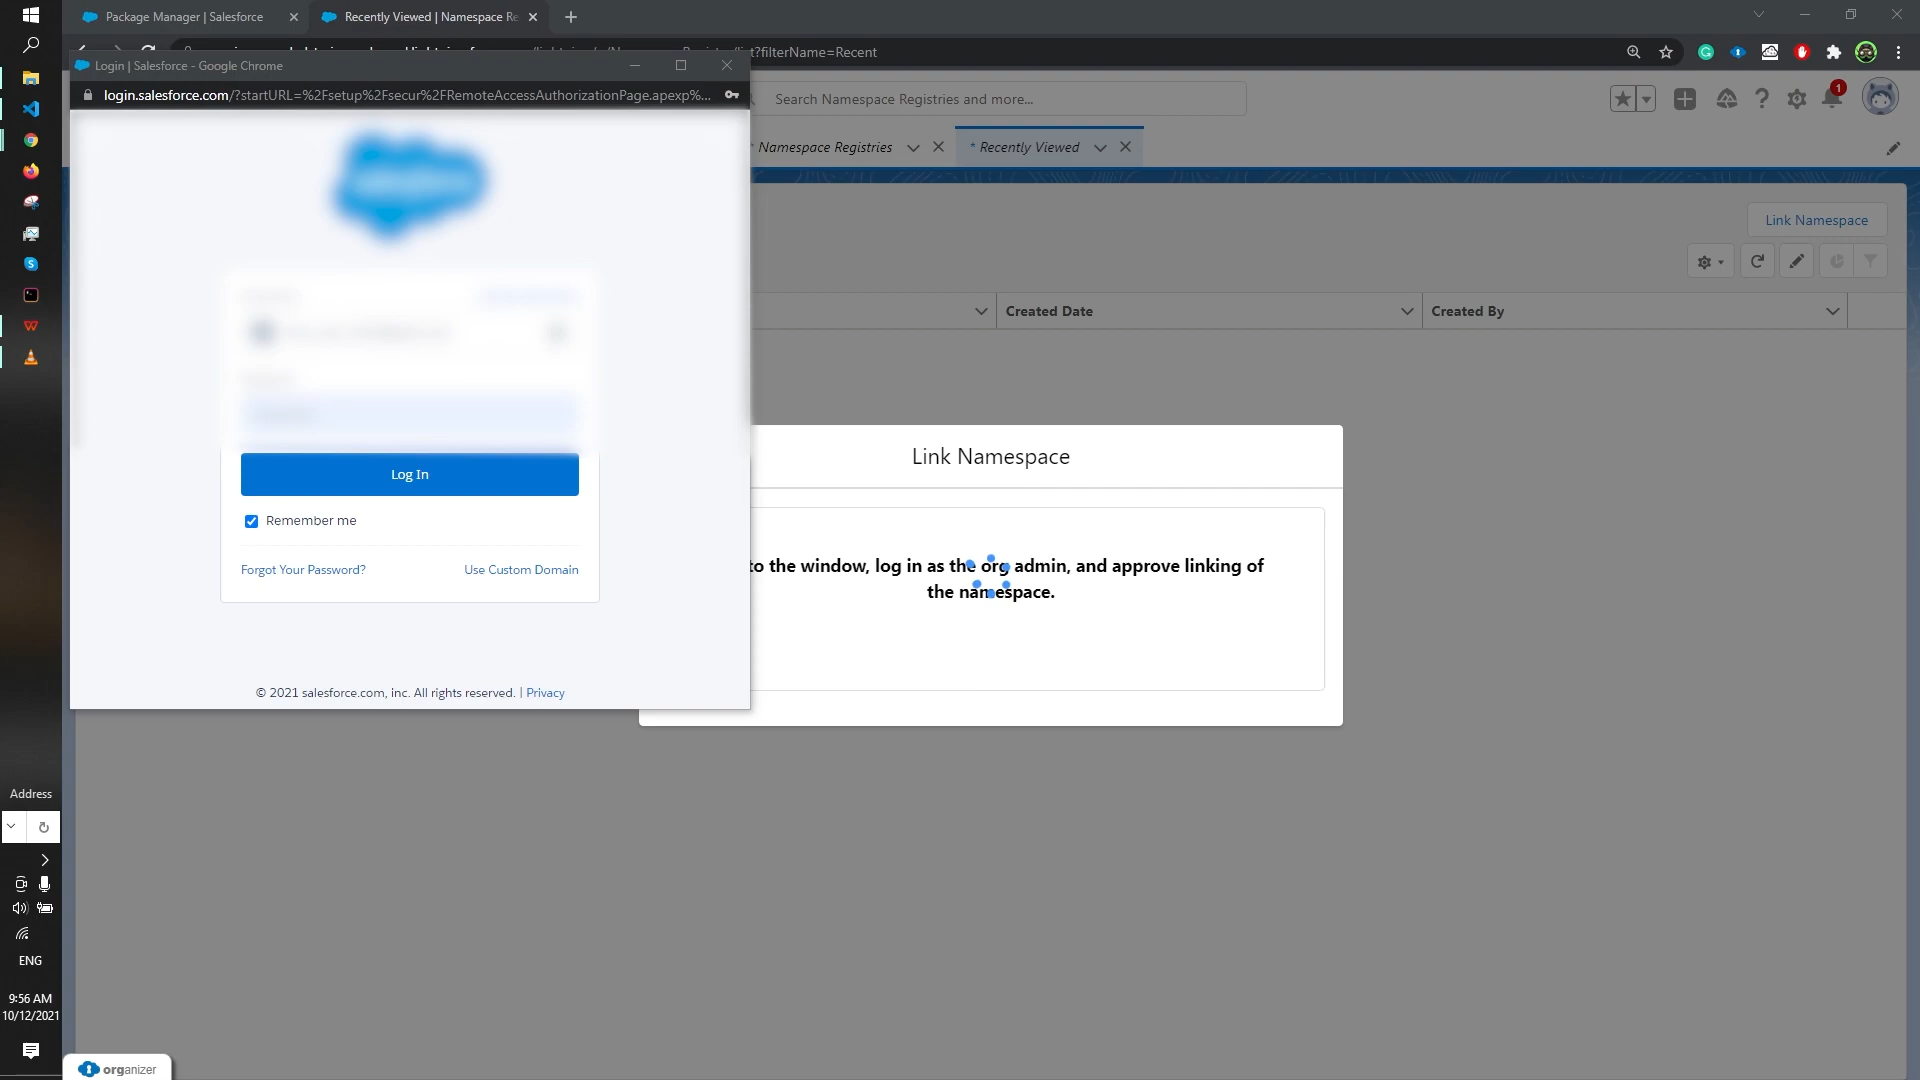 Package Manager | Salesforce
Recently Viewed | Namespace Re
?filterName=Recent
Login | Salesforce - Google Chrome
login.salesforce.com/?startURL=%2Fsetup%2Fsecur%2FRemoteAccessAuthorizationPage.apexp%...
Search Namespace Registries and more...
1
* Namespace Registries
* Recently Viewed
Link Namespace
Created Date
Created By
Log In
Remember me
Forgot Your Password?
Use Custom Domain
© 2021 salesforce.com, inc. All rights reserved. | Privacy
Link Namespace
to the window, log in as the org admin, and approve linking of
the namespace.
Address
ENG
9:56 AM
10/12/2021
organizer